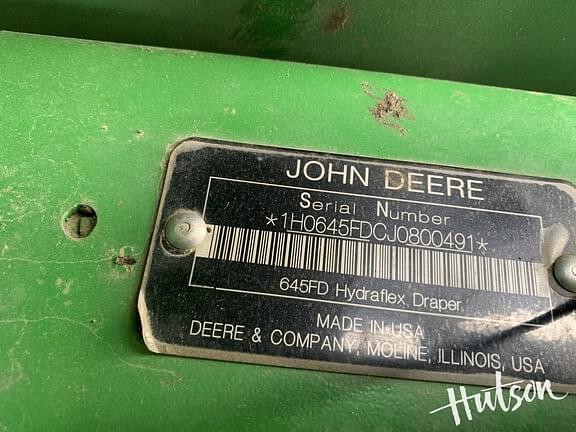 JOHN DEERE
Serial Number
*1H0645FDCJ0800491*
645FD Hydraflex Draper
MADE IN USA
DEERE & COMPANY, MOLINE, ILLINOIS, USA
Hutson